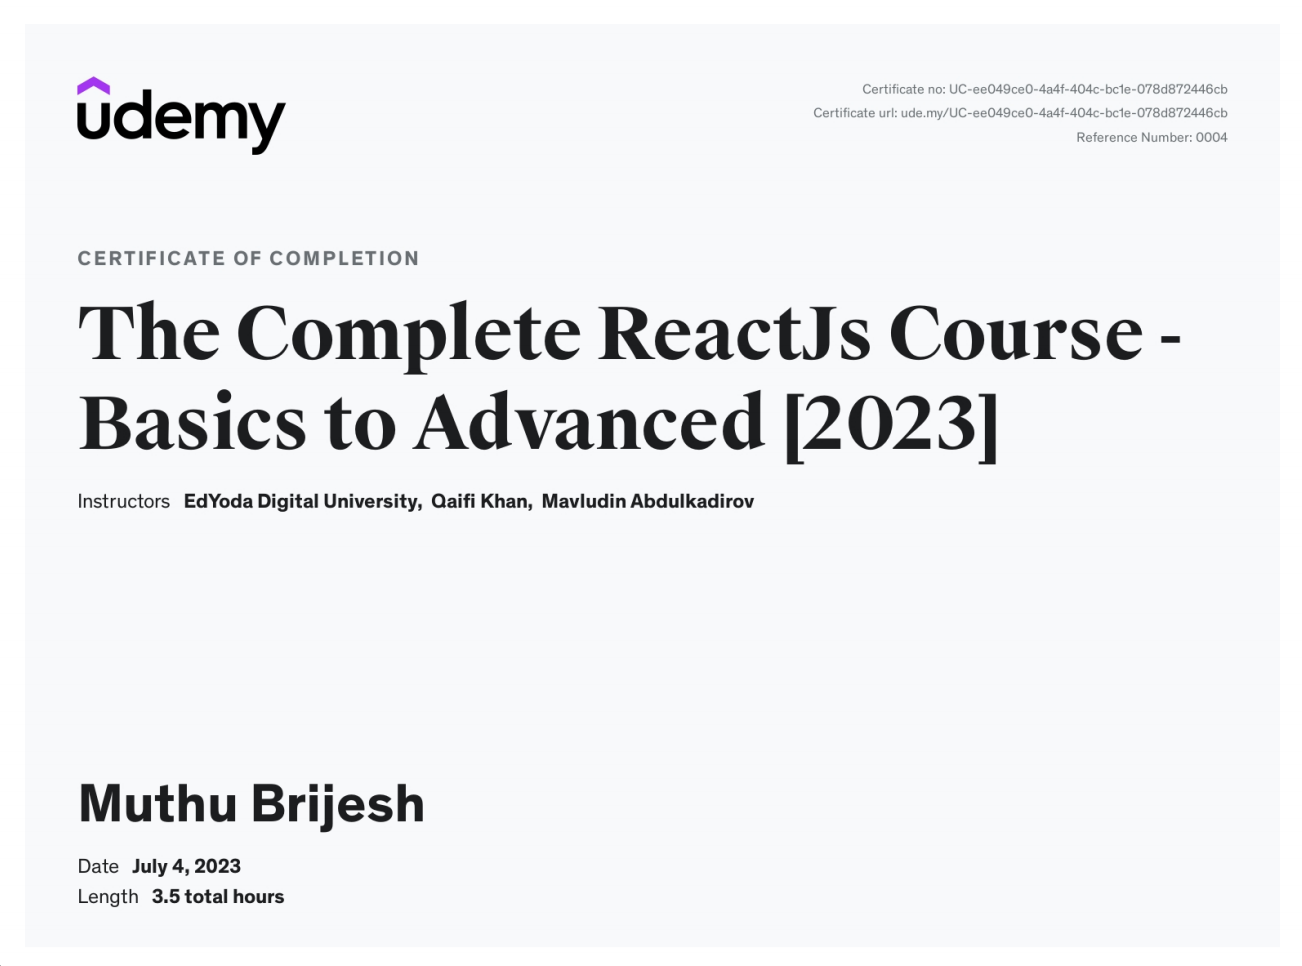 udemy
Certificate no: UC-ee049ce0-4a4f-404c-bc1e-078d872446cb
Certificate url: ude.my/UC-ee049ce0-4a4f-404c-bc1e-078d872446cb
Reference Number: 0004
CERTIFICATE OF COMPLETION
The Complete ReactJs Course -
Basics to Advanced [2023]
Instructors EdYoda Digital University, Qaifi Khan, Mavludin Abdulkadirov
Muthu Brijesh
Date July 4, 2023
Length 3.5 total hours